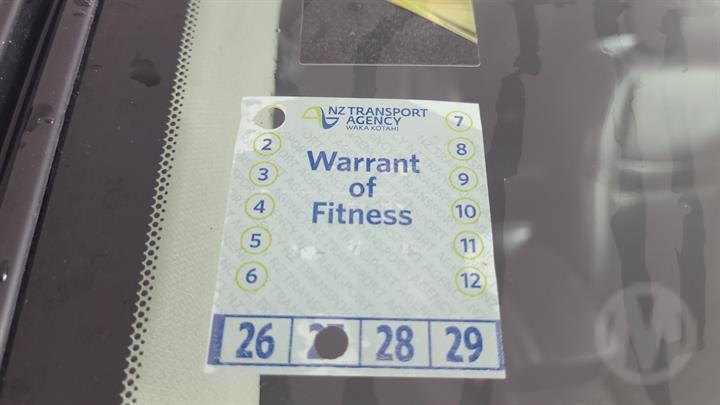 NZ TRANSPORT
AGENCY
WAKA KOTAHI
Warrant
of
Fitness
2
3
4
5
6
7
8
9
10
11
12
26
28
29